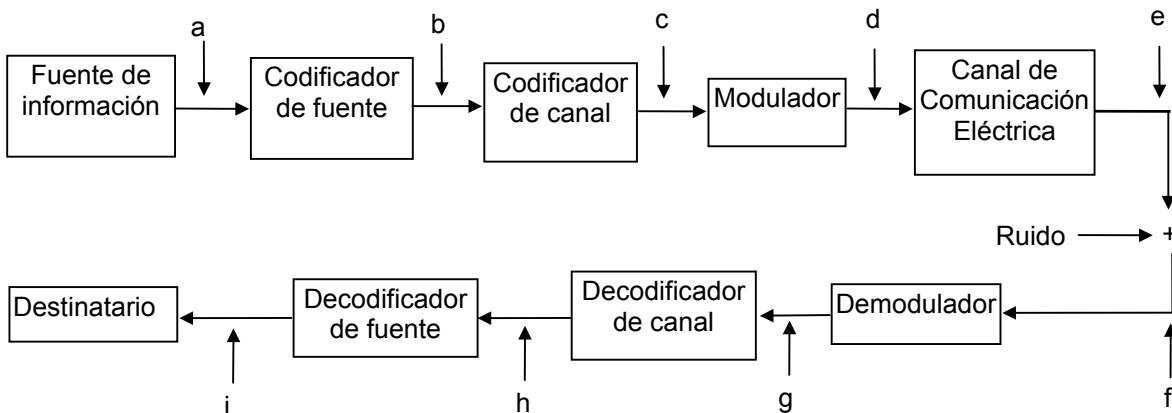 a
b
c
d
e
Fuente de
información
Codificador
de fuente
Codificador
de canal
Modulador
Canal de
Comunicación
Eléctrica
Ruido
+
Destinatario
Decodificador
de fuente
Decodificador
de canal
Demodulador
i
h
g
f